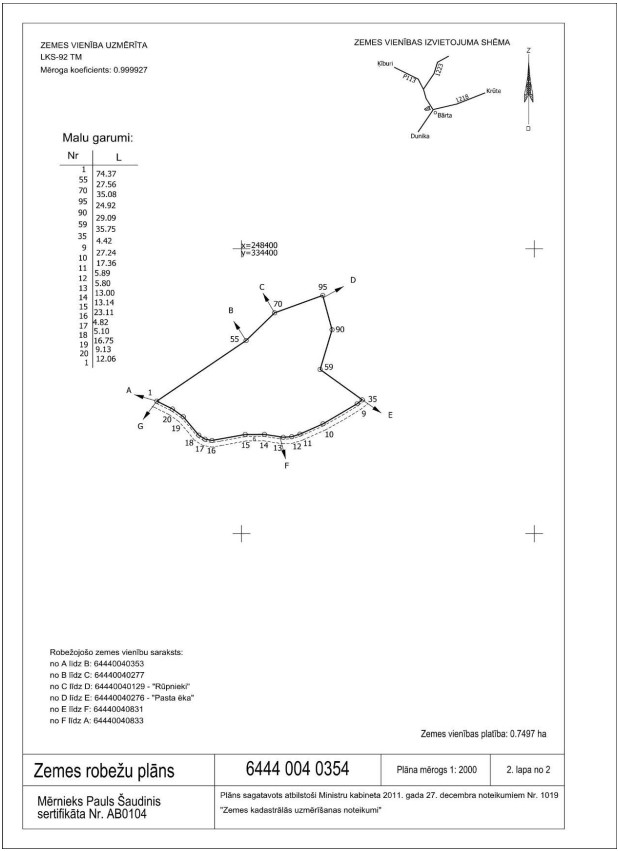 ZEMES VIENĪBA UZMĒRĪTA
LKS-92 TM
Mēroga koeficients: 0.999927
ZEMES VIENĪBAS IZVIETOJUMA SHĒMA
Ķīburi
P113
1223
1218
Krūte
Bārta
Dunika
Z
D
Malu garumi:
Nr L
1
74.37
55
27.56
70
35.08
95
24.92
90
29.09
59
35.75
35
4.42
9
27.24
10
17.36
11
5.89
12
5.80
13
13.00
14
13.14
15
23.11
16
4.82
17
5.10
18
16.75
19
9.13
20
12.06
1
x=248400
y=334400
C
95
D
70
B
90
55
59
A
1
35
G
20
19
9
E
10
18
17
16
15
6
14
13
12
11
F
Robežojošo zemes vienību saraksts:
no A līdz B: 64440040353
no B līdz C: 64440040277
no C līdz D: 64440040129 - "Rūpnieki"
no D līdz E: 64440040276 - "Pasta ēka"
no E līdz F: 64440040831
no F līdz A: 64440040833
Zemes vienības platība: 0.7497 ha
Zemes robežu plāns
6444 004 0354
Plāna mērogs 1: 2000
2. lapa no 2
Mērnieks Pauls Šaudinis
sertifikāta Nr. AB0104
Plāns sagatavots atbilstoši Ministru kabineta 2011. gada 27. decembra noteikumiem Nr. 1019
"Zemes kadastrālās uzmērīšanas noteikumi"